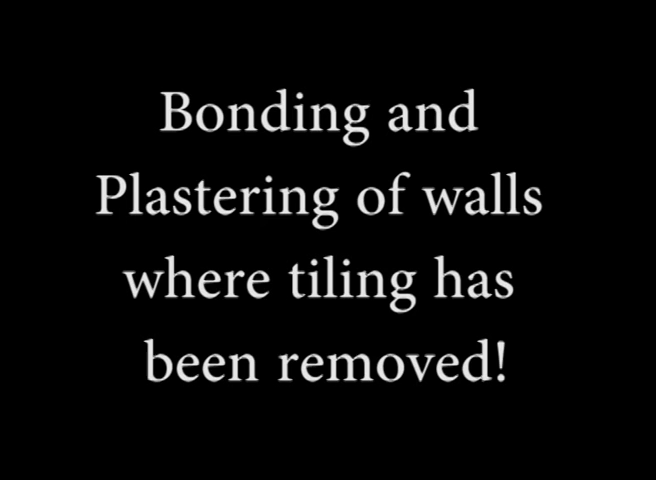 Bonding and
Plastering of walls
where tiling has
been removed!